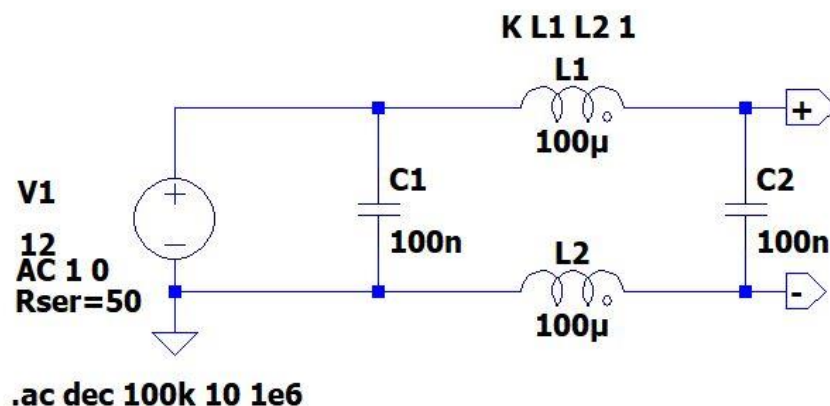 K L1 L2 1
L1
100µ
+
V1
+
C1
C2
-
12
100n
L2
100n
AC 1 0
Rser=50
100µ
-
.ac dec 100k 10 1e6